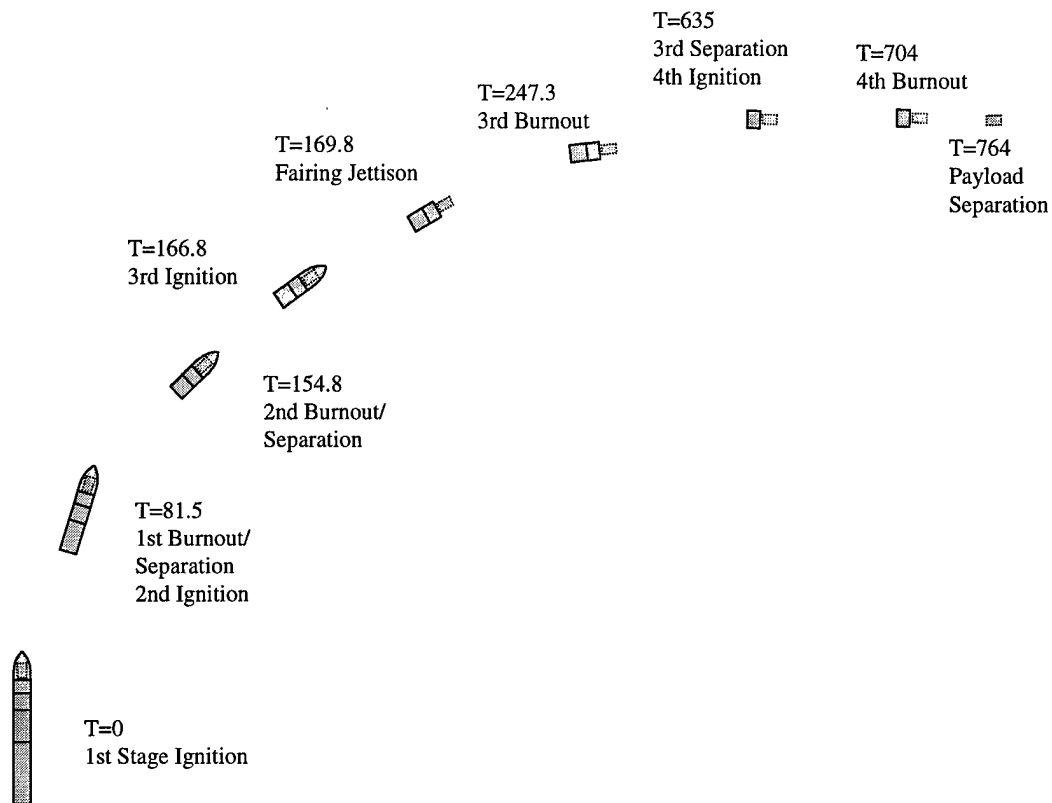 T=635
3rd Separation
4th Ignition
T=704
4th Burnout
T=247.3
3rd Burnout
T=764
Payload
Separation
T=169.8
Fairing Jettison
T=166.8
3rd Ignition
T=154.8
2nd Burnout/
Separation
T=81.5
1st Burnout/
Separation
2nd Ignition
T=0
1st Stage Ignition